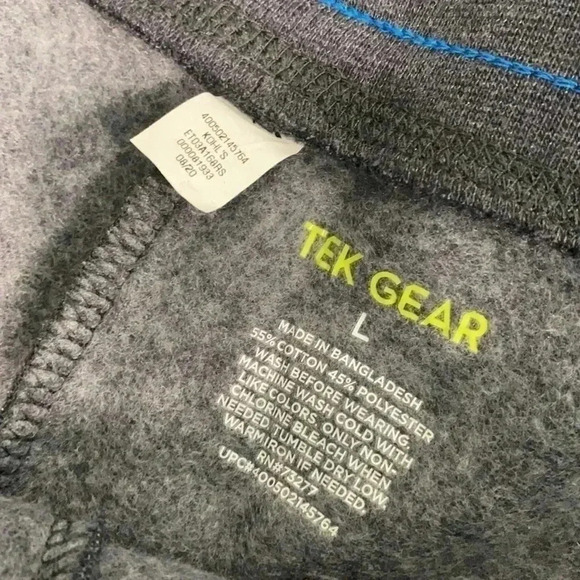 400502145764
KOHL'S
ET03A168RS
000081933
08/20
TEK GEAR
L
MADE IN BANGLADESH
55% COTTON 45% POLYESTER
WASH BEFORE WEARING.
MACHINE WASH COLD WITH
LIKE COLORS, ONLY NON-
CHLORINE BLEACH WHEN
NEEDED TUMBLE DRY LOW,
WARM IRON IF NEEDED.
RN#73277
UPC#400502145764